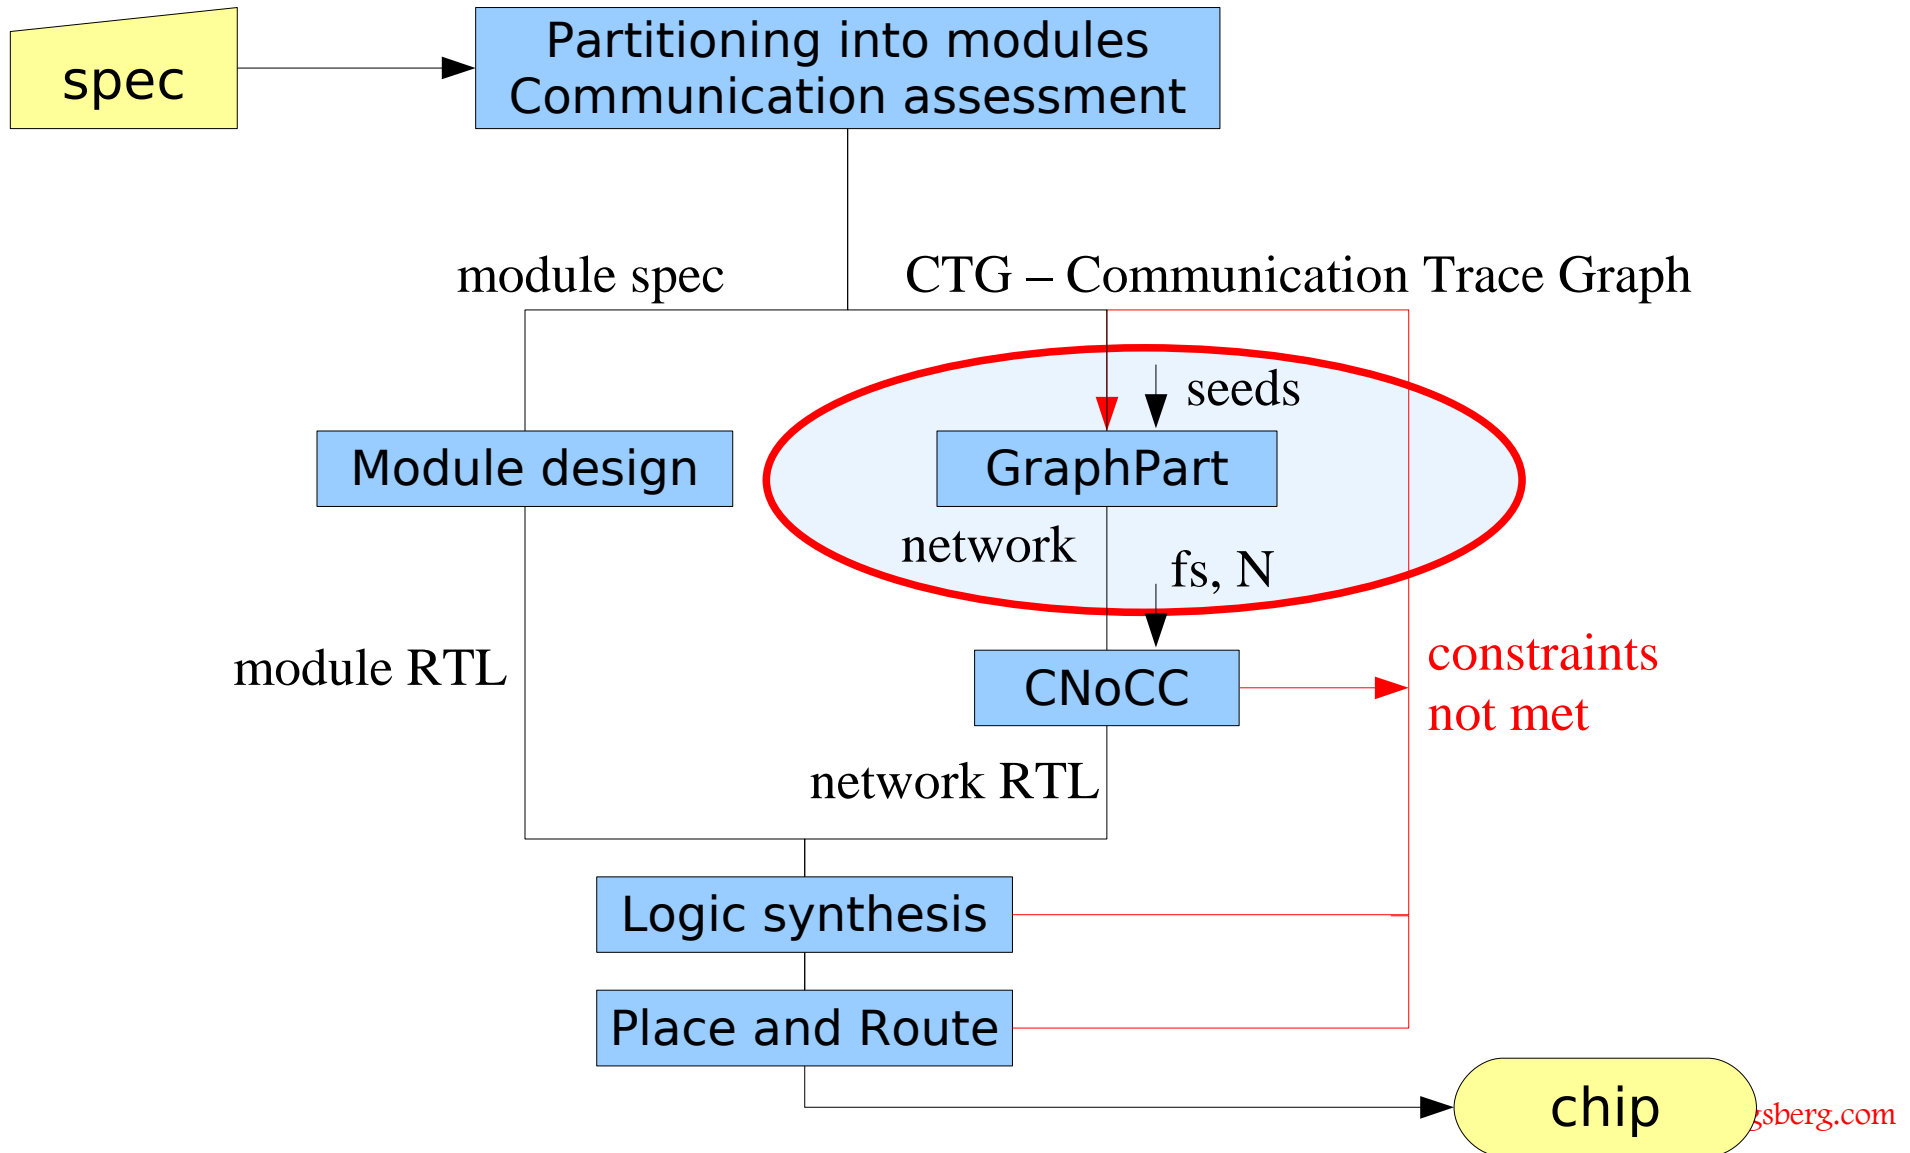 spec
Partitioning into modules
Communication assessment
module spec
CTG – Communication Trace Graph
seeds
Module design
GraphPart
network
fs, N
module RTL
CNoCC
constraints
not met
network RTL
Logic synthesis
Place and Route
chip